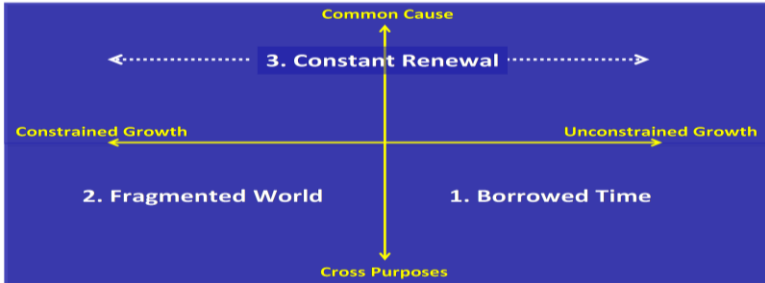 Common Cause
3. Constant Renewal
Constrained Growth
Unconstrained Growth
2. Fragmented World
1. Borrowed Time
Cross Purposes